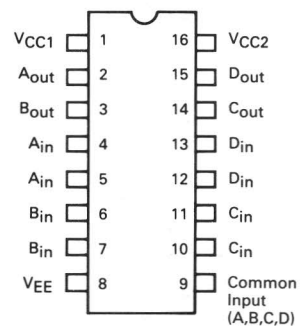 VCC1 1 16 VCC2
Aout 2 15 Dout
Bout 3 14 Cout
Ain 4 13 Din
Ain 5 12 Din
Bin 6 11 Cin
Bin 7 10 Cin
VEE 8 9 Common
Input
(A,B,C,D)